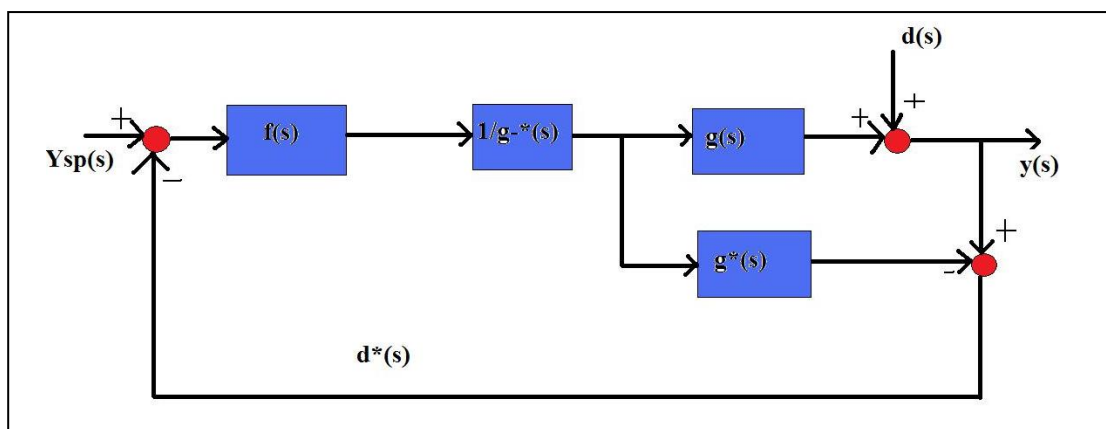 d(s)
+
+
+
f(s)
1/g-*(s)
g(s)
Ysp(s)
-
y(s)
+
g*(s)
-
d*(s)